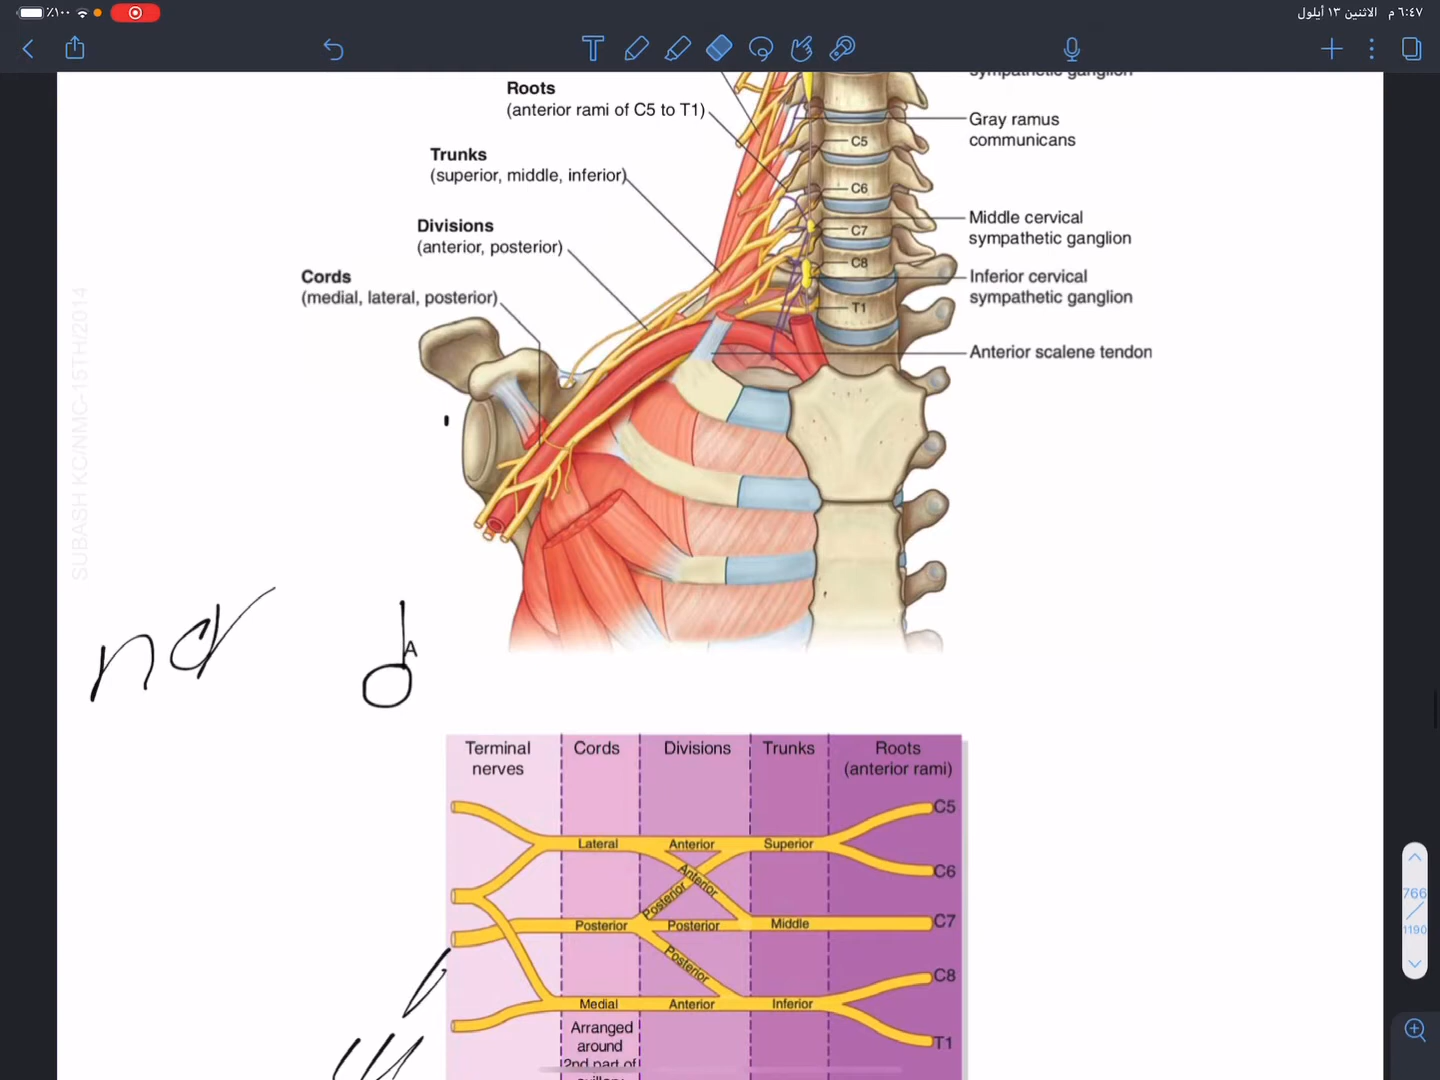 ٪١٠٠
٦:٤٧ م الاثنين ١٣ أيلول
sympathetic ganglion
Roots
(anterior rami of C5 to T1)
Gray ramus
communicans
C5
Trunks
(superior, middle, inferior)
C6
Divisions
(anterior, posterior)
C7
Middle cervical
sympathetic ganglion
C8
Cords
(medial, lateral, posterior)
Inferior cervical
sympathetic ganglion
T1
Anterior scalene tendon
SUBASH KC/NMC-15TH/2014
A
Terminal
nerves
Cords
Divisions
Trunks
Roots
(anterior rami)
C5
Lateral
Anterior
Superior
C6
Anterior
Posterior
Posterior
Posterior
Middle
C7
Posterior
C8
Medial
Anterior
Inferior
T1
Arranged
around
2nd part of
axillary
766
1190